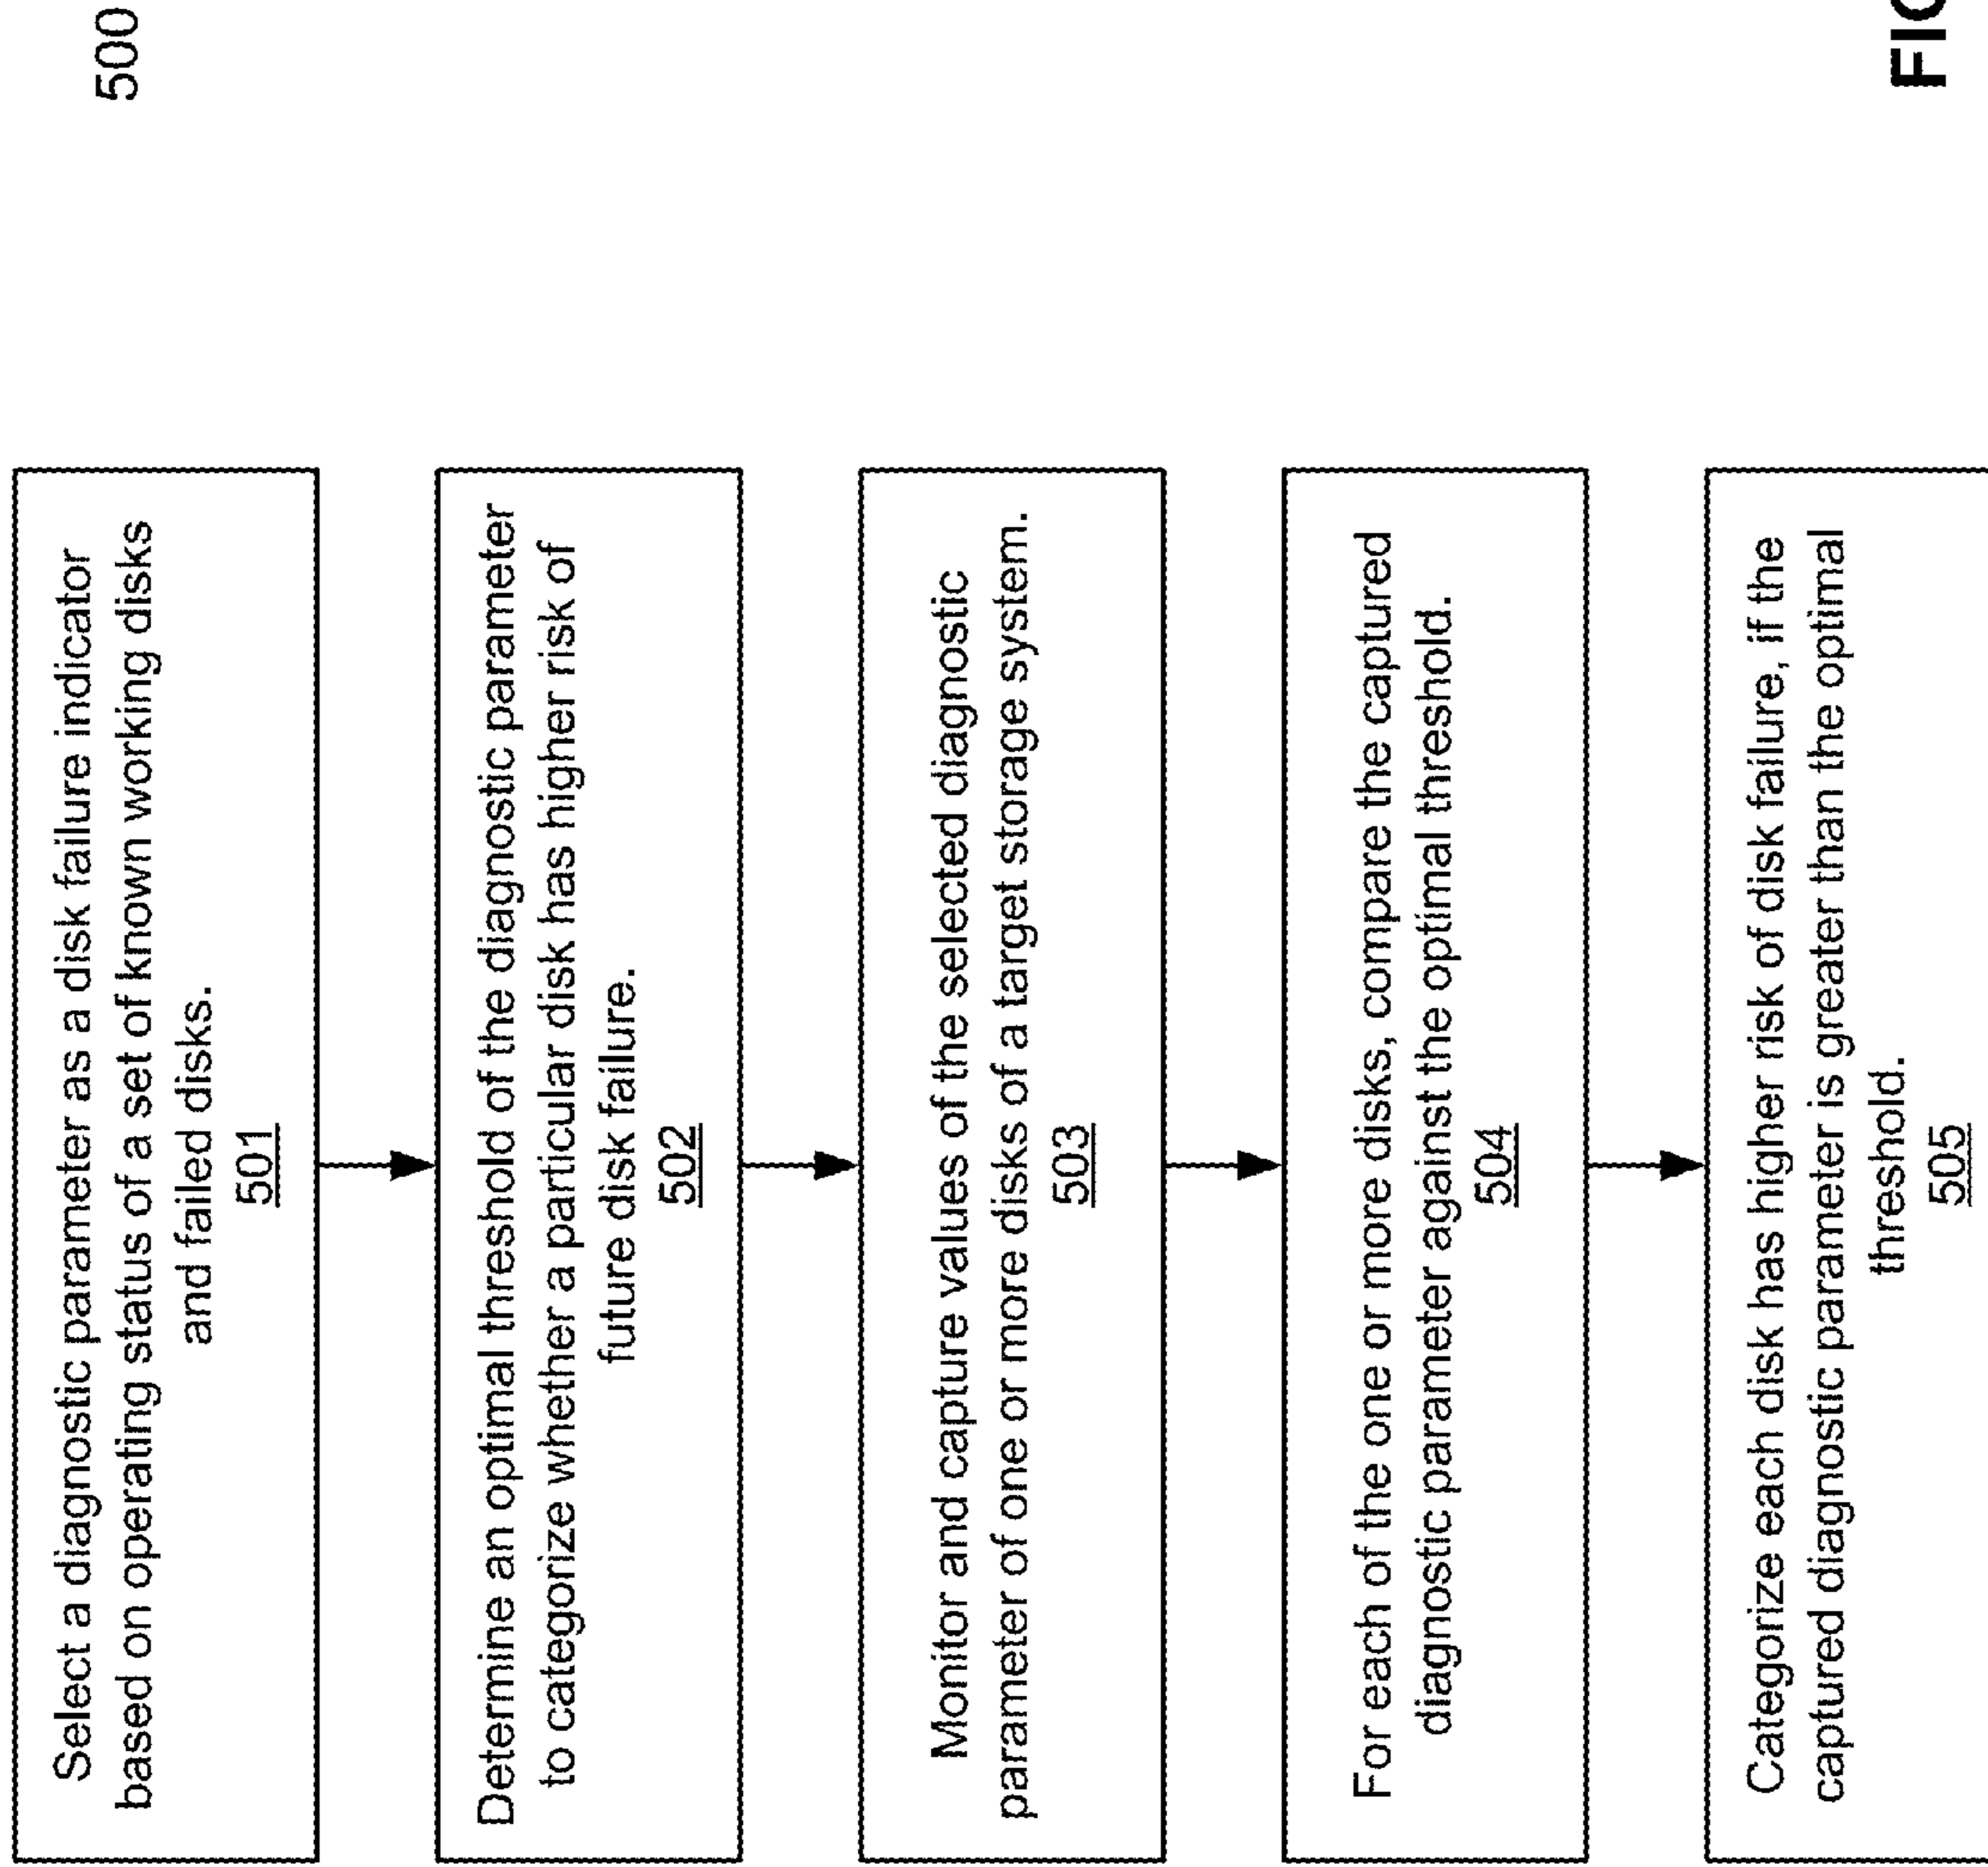 500
Select a diagnostic parameter as a disk failure indicator
based on operating status of a set of known working disks
and failed disks.
501
Determine an optimal threshold of the diagnostic parameter
to categorize whether a particular disk has higher risk of
future disk failure.
502
Monitor and capture values of the selected diagnostic
parameter of one or more disks of a target storage system.
503
For each of the one or more disks, compare the captured
diagnostic parameter against the optimal threshold.
504
Categorize each disk has higher risk of disk failure, if the
captured diagnostic parameter is greater than the optimal
threshold.
505